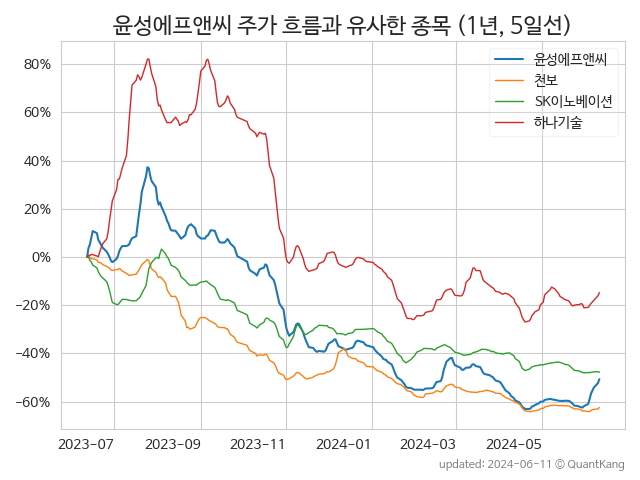 윤성에프앤씨 주가 흐름과 유사한 종목 (1년, 5일선)
윤성에프앤씨
천보
SK이노베이션
하나기술
80%
60%
40%
20%
0%
−20%
−40%
−60%
2023-07 2023-09 2023-11 2024-01 2024-03 2024-05
updated: 2024-06-11 © QuantKang